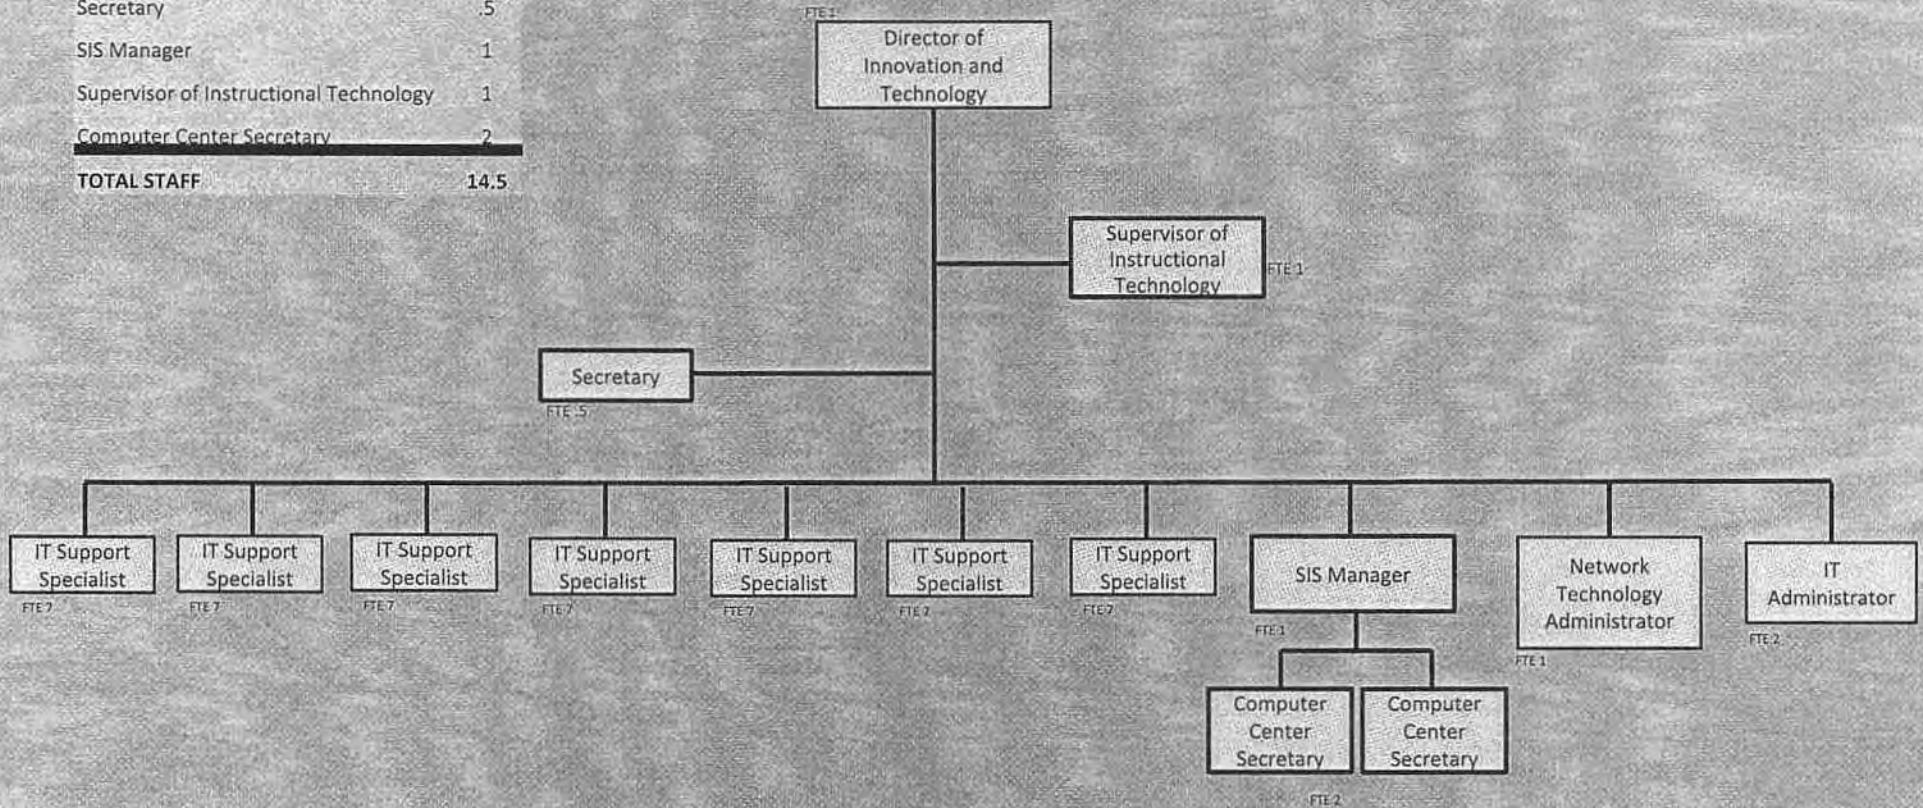 Secretary .5
SIS Manager 1
Supervisor of Instructional Technology 1
Computer Center Secretary 2
TOTAL STAFF 14.5
FTE 1
Director of
Innovation and
Technology
Supervisor of
Instructional
Technology
FTE 1
Secretary
FTE .5
IT Support
Specialist
FTE 7
IT Support
Specialist
FTE 7
IT Support
Specialist
FTE 7
IT Support
Specialist
FTE 7
IT Support
Specialist
FTE 7
IT Support
Specialist
FTE 7
IT Support
Specialist
FTE 7
SIS Manager
FTE 1
Network
Technology
Administrator
FTE 1
IT
Administrator
FTE 2
Computer
Center
Secretary
Computer
Center
Secretary
FTE 2